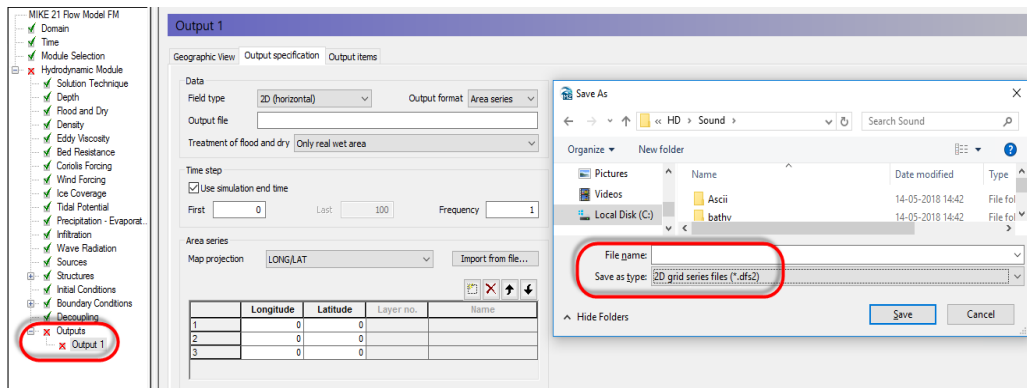 MIKE 21 Flow Model FM
Domain
Time
Module Selection
Hydrodynamic Module
Solution Technique
Depth
Flood and Dry
Density
Eddy Viscosity
Bed Resistance
Coriolis Forcing
Wind Forcing
Ice Coverage
Tidal Potential
Precipitation - Evaporat...
Infiltration
Wave Radiation
Sources
Structures
Initial Conditions
Boundary Conditions
Decoupling
Outputs
Output 1
Output 1
Geographic View Output specification Output items
Data
Field type 2D (horizontal) Output format Area series
Output file
Treatment of flood and dry Only real wet area
Time step
Use simulation end time
First 0 Last 100 Frequency 1
Area series
Map projection LONG/LAT Import from file...
Longitude Latitude Layer no. Name
1 0 0
2 0 0
3 0 0
Save As
« HD > Sound > Search Sound
Organize New folder
Pictures
Videos
Local Disk (C:)
Name Date modified Type
Ascii 14-05-2018 14:42 File fol
bathy 14-05-2018 14:42 File fol
File name:
Save as type: 2D grid series files (*.dfs2)
Hide Folders Save Cancel